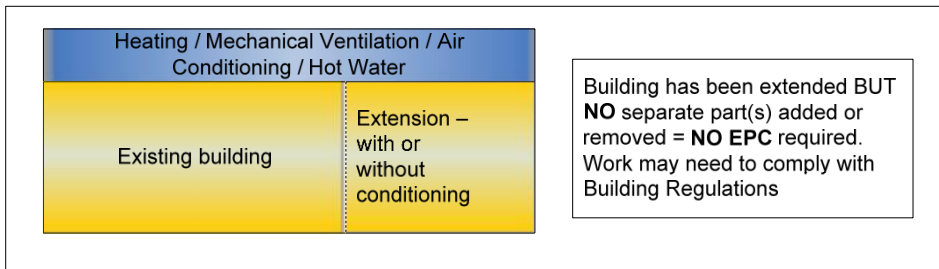 Heating / Mechanical Ventilation / Air
Conditioning / Hot Water
Existing building
Extension –
with or
without
conditioning
Building has been extended BUT
NO separate part(s) added or
removed = NO EPC required.
Work may need to comply with
Building Regulations